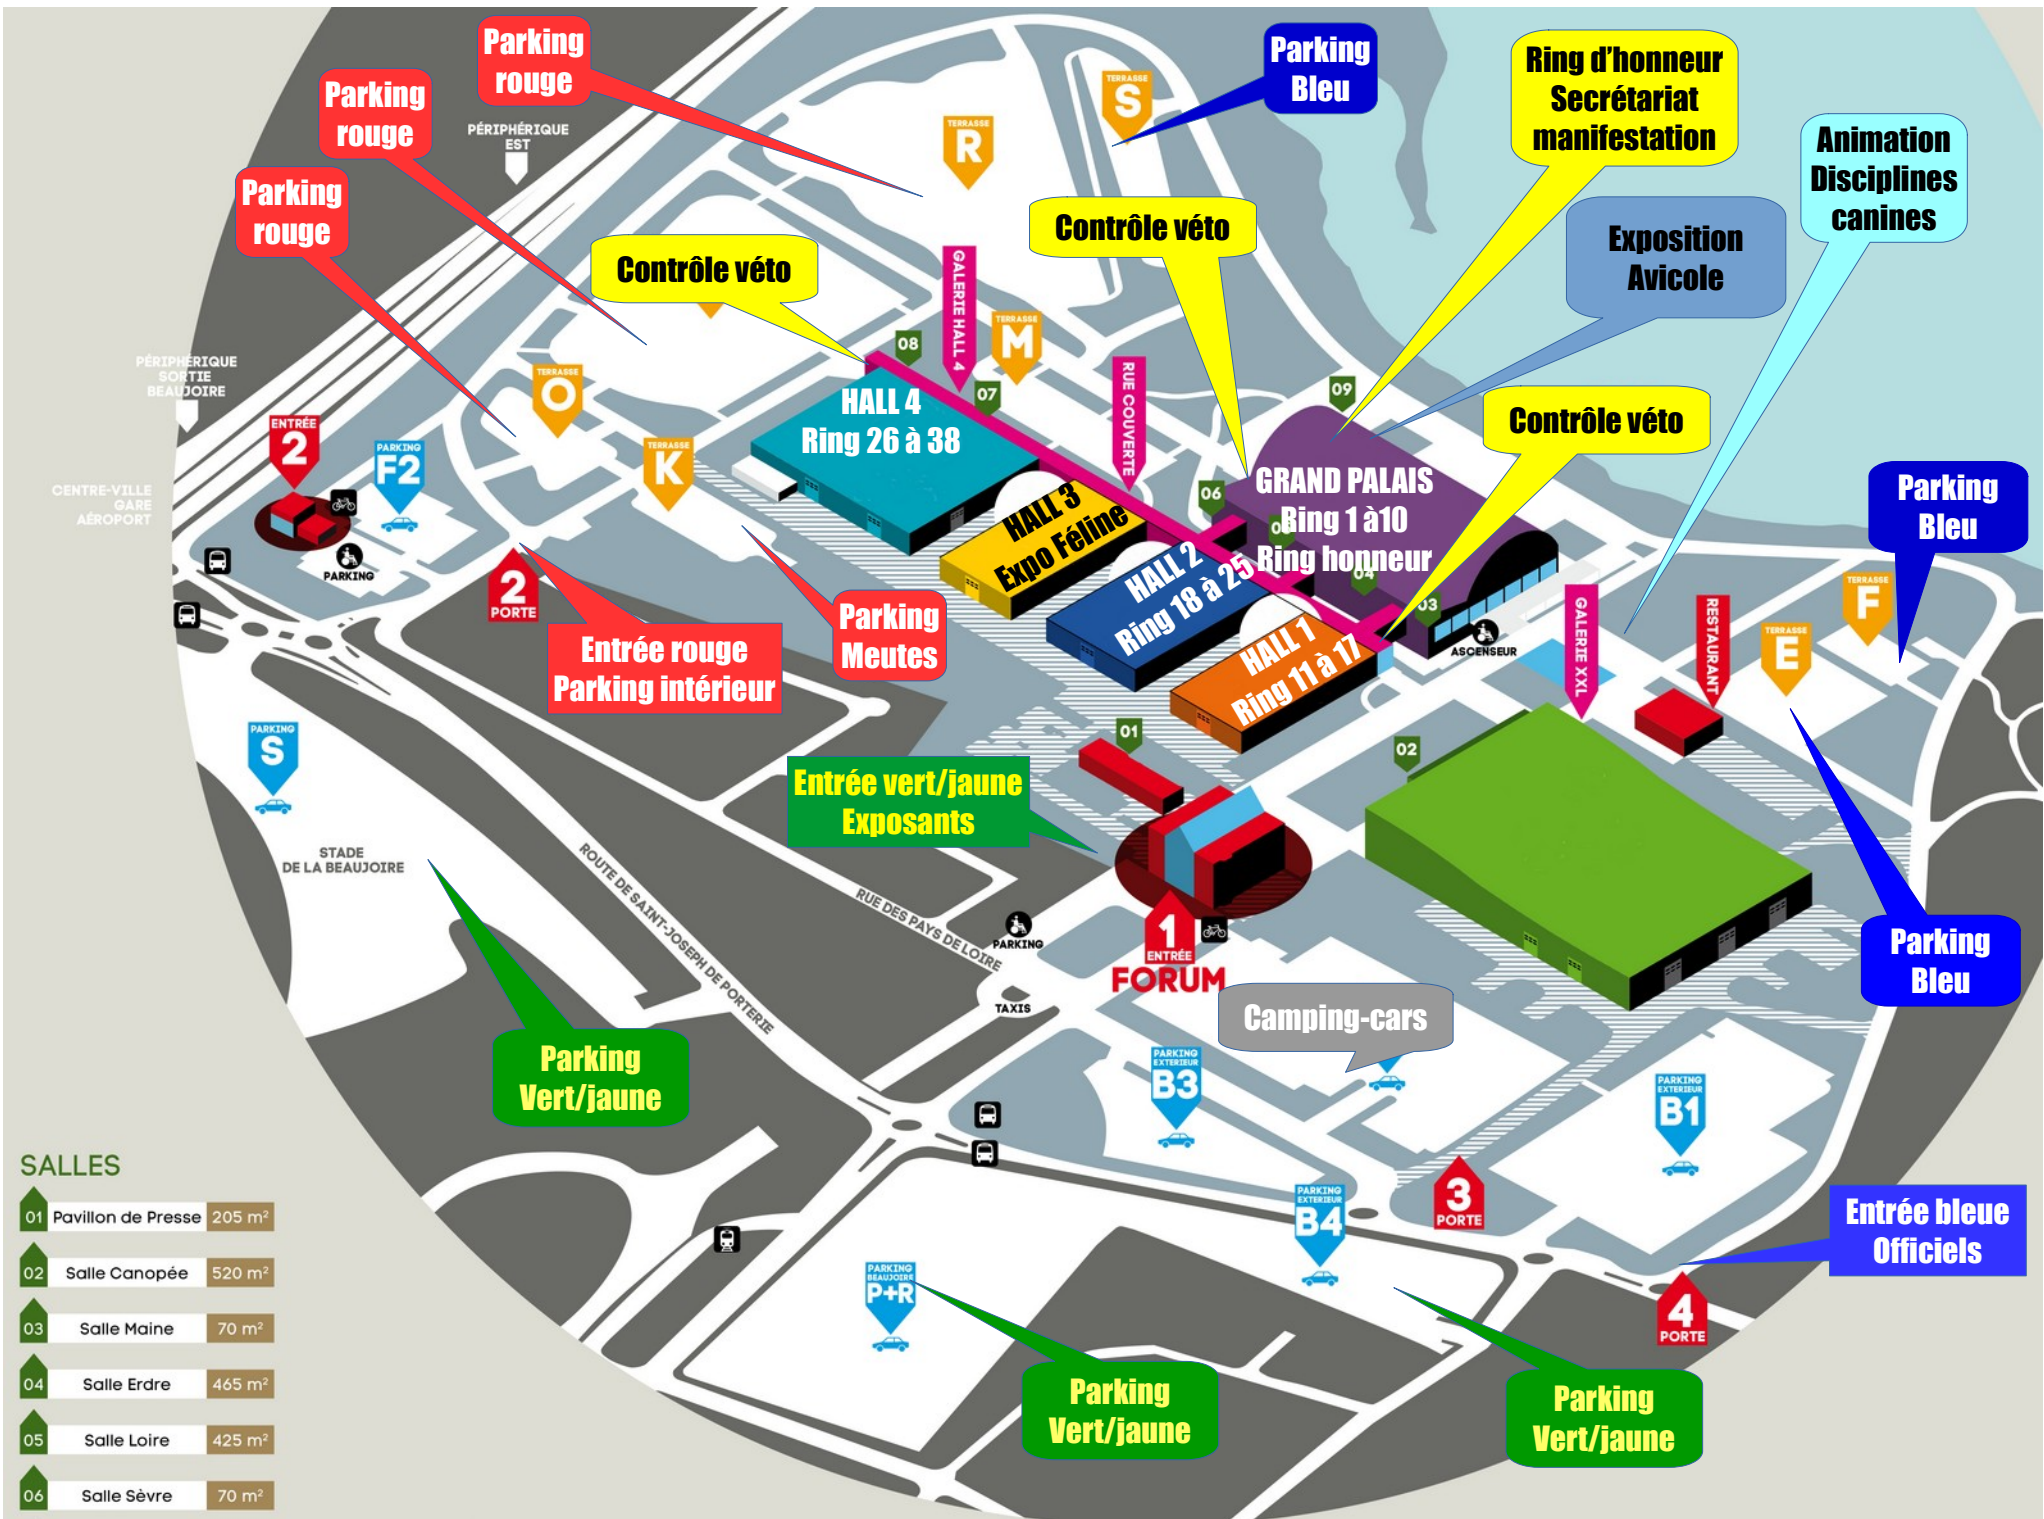 Parking
rouge
Parking
rouge
Parking
rouge
PÉRIPHÉRIQUE
EST
TERRASSE
R
TERRASSE
S
Parking
Bleu
Ring d'honneur
Secrétariat
manifestation
Animation
Disciplines
canines
Contrôle véto
Contrôle véto
Exposition
Avicole
GALERIE HALL 4
TERRASSE
M
RUE COUVERTE
08
07
09
PÉRIPHÉRIQUE
SORTIE
BEAUJOIRE
TERRASSE
O
HALL 4
Ring 26 à 38
Contrôle véto
ENTRÉE
2
PARKING
F2
TERRASSE
K
CENTRE-VILLE
GARE
AÉROPORT
PARKING
2
PORTE
HALL 3
Expo Féline
06
GRAND PALAIS
Ring 1 à10
Ring honneur
04
03
HALL 2
Ring 18 à 25
HALL 1
Ring 11 à 17
ASCENSEUR
GALERIE XXL
RESTAURANT
TERRASSE
E
TERRASSE
F
Parking
Bleu
Entrée rouge
Parking intérieur
Parking
Meutes
PARKING
S
STADE
DE LA BEAUJOIRE
01
02
Entrée vert/jaune
Exposants
ROUTE DE SAINT-JOSEPH DE PORTERIE
RUE DES PAYS DE LOIRE
PARKING
TAXIS
1
ENTRÉE
FORUM
Camping-cars
Parking
Bleu
Parking
Vert/jaune
PARKING
EXTERIEUR
B3
PARKING
EXTERIEUR
B1
3
PORTE
PARKING
EXTERIEUR
B4
Entrée bleue
Officiels
4
PORTE
PARKING
BEAUJOIRE
P+R
Parking
Vert/jaune
Parking
Vert/jaune
SALLES
01 Pavillon de Presse 205 m²
02 Salle Canopée 520 m²
03 Salle Maine 70 m²
04 Salle Erdre 465 m²
05 Salle Loire 425 m²
06 Salle Sèvre 70 m²